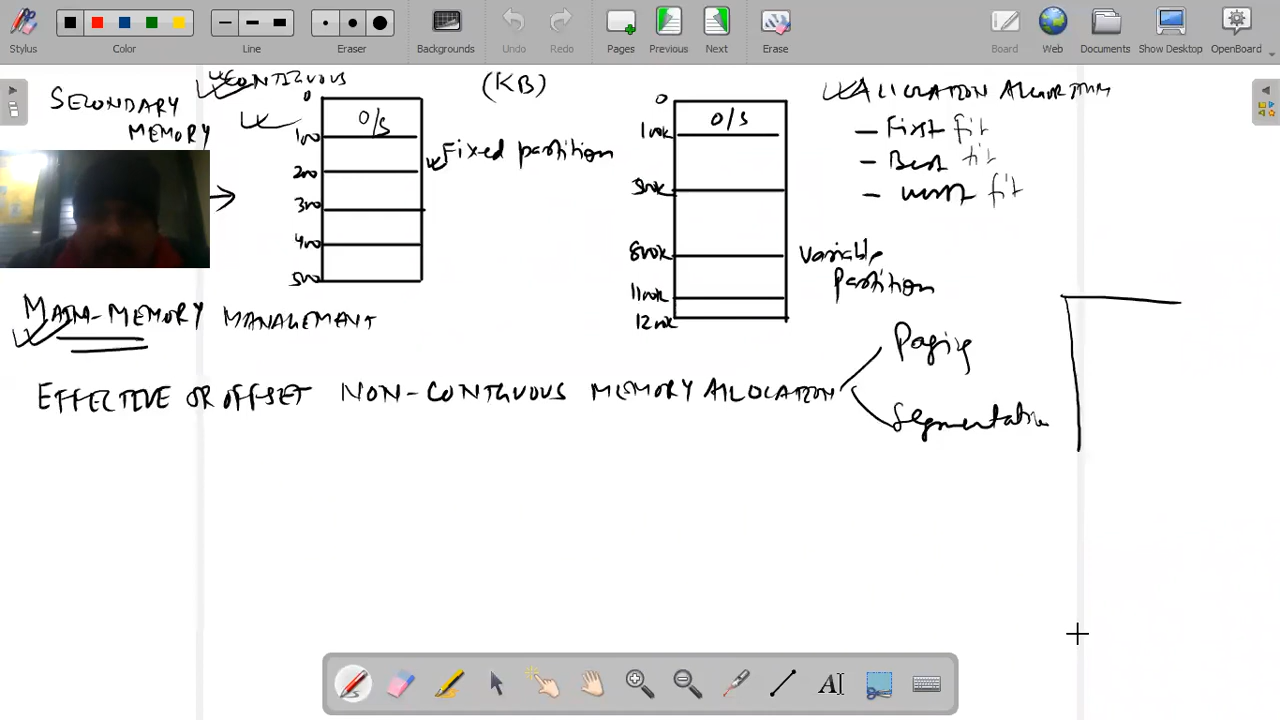 Stylus
Color
Line
Eraser
Backgrounds
Undo
Redo
Pages
Previous
Next
Erase
Board
Web
Documents
Show Desktop
OpenBoard
CONTIGUOUS
(KB)
SECONDARY
MEMORY
0
O/S
100
200
300
400
500
Fixed partition
0
O/S
100K
500K
800K
1100K
1200K
Variable
Partition
ALLOCATION ALGORITHM
- First fit
- Best fit
- worst fit
MAIN-MEMORY MANAGEMENT
EFFECTIVE OR OFFSET NON-CONTIGUOUS MEMORY ALLOCATION
Paging
Segmentation